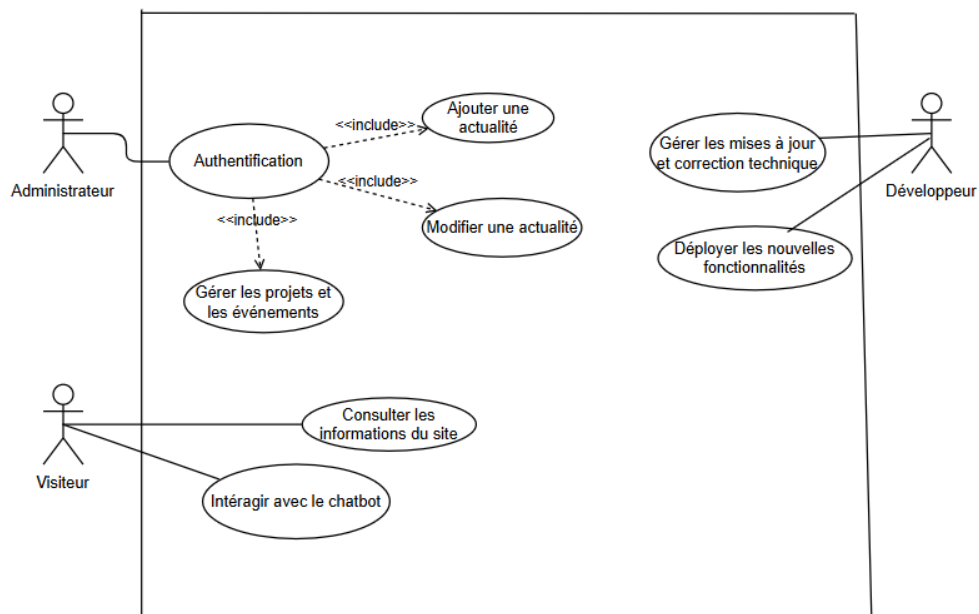 Ajouter une
actualité
<<include>>
Authentification
<<include>>
Modifier une actualité
<<include>>
Gérer les projets et
les événements
Administrateur
Gérer les mises à jour
et correction technique
Développeur
Déployer les nouvelles
fonctionnalités
Consulter les
informations du site
Visiteur
Intéragir avec le chatbot